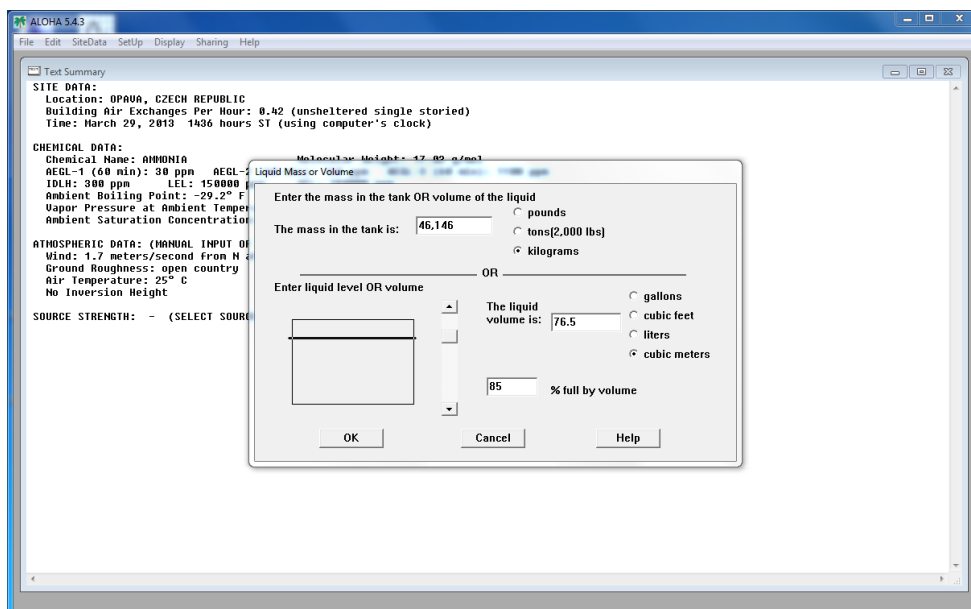 ALOHA 5.4.3
File Edit SiteData SetUp Display Sharing Help
Text Summary
SITE DATA:
Location: OPAVA, CZECH REPUBLIC
Building Air Exchanges Per Hour: 0.42 (unsheltered single storied)
Time: March 29, 2013 1436 hours ST (using computer's clock)
CHEMICAL DATA:
Chemical Name: AMMONIA Molecular Weight: 17.03 g/mol
AEGL-1 (60 min): 30 ppm AEGL-2
IDLH: 300 ppm LEL: 150000
Ambient Boiling Point: -29.2° F
Vapor Pressure at Ambient
Ambient Saturation Concentration
ATMOSPHERIC DATA: (MANUAL INPUT
Wind: 1.7 meters/second from N
Ground Roughness: open country
Air Temperature: 25° C
No Inversion Height
SOURCE STRENGTH: - (SELECT
Liquid Mass or Volume
Enter the mass in the tank OR volume of the liquid
The mass in the tank is: 46,146
pounds
tons(2,000 lbs)
kilograms
OR
Enter liquid level OR volume
The liquid
volume is: 76.5
gallons
cubic feet
liters
cubic meters
85 % full by volume
OK Cancel Help